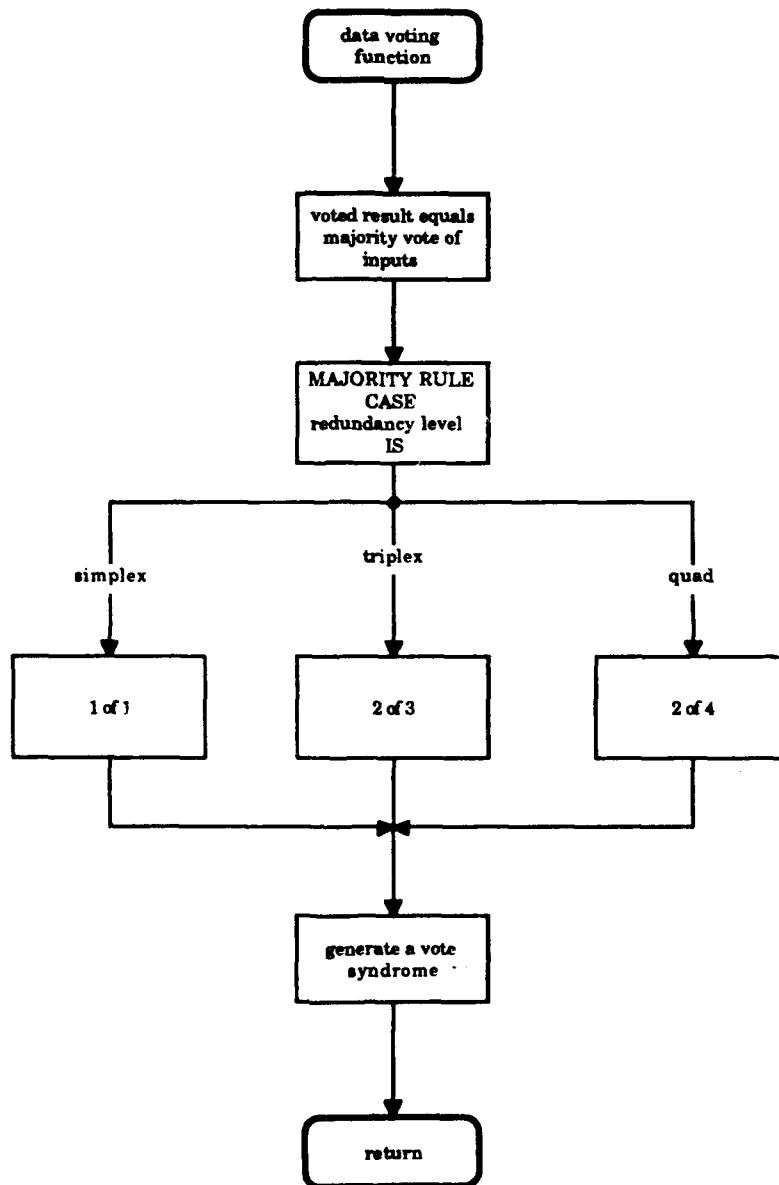 data voting
function
voted result equals
majority vote of
inputs
MAJORITY RULE
CASE
redundancy level
IS
simplex
triplex
quad
1 of 1
2 of 3
2 of 4
generate a vote
syndrome
return